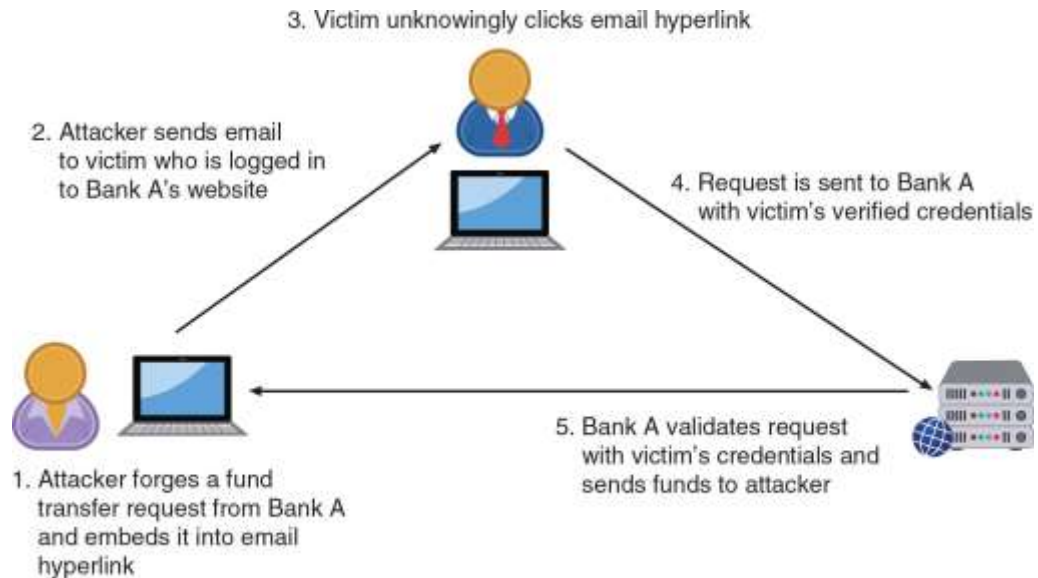 3. Victim unknowingly clicks email hyperlink
2. Attacker sends email
to victim who is logged in
to Bank A's website
4. Request is sent to Bank A
with victim's verified credentials
5. Bank A validates request
with victim's credentials and
sends funds to attacker
1. Attacker forges a fund
transfer request from Bank A
and embeds it into email
hyperlink